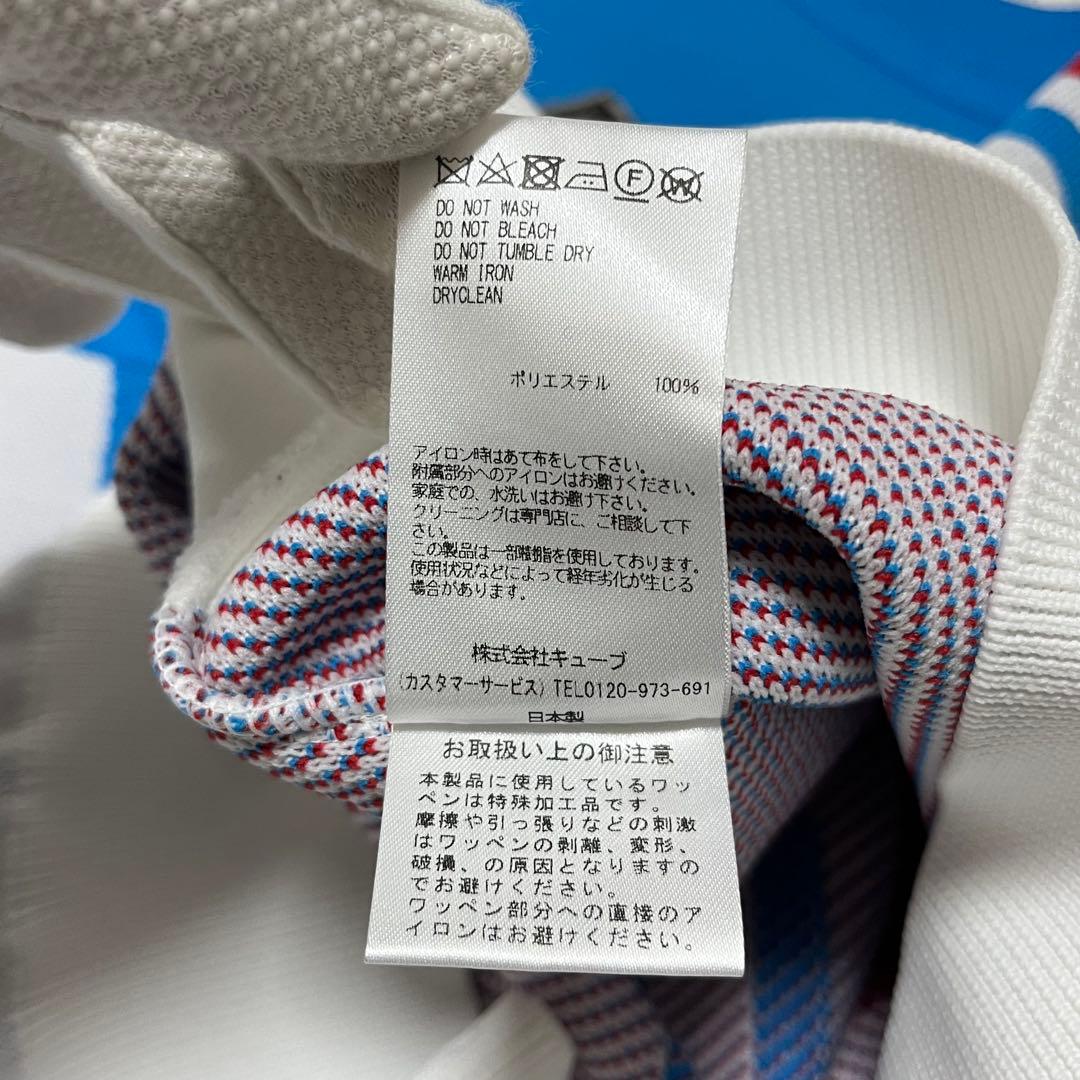 F W
DO NOT WASH
DO NOT BLEACH
DO NOT TUMBLE DRY
WARM IRON
DRYCLEAN
ポリエステル 100%
アイロン時はあて布をして下さい。
附属部分へのアイロンはお避けください。
家庭での、水洗いはお避け下さい。
クリーニングは専門店に、ご相談して下
さい。
この製品は一部樹脂を使用しております。
使用状況などによって経年劣化が生じる
場合があります。
株式会社キューブ
(カスタマーサービス) TEL0120-973-691
日本製
お取扱い上の御注意
本製品に使用しているワッ
ペンは特殊加工品です。
摩擦や引っ張りなどの刺激
はワッペンの剥離、変形、
破損、の原因となりますの
でお避けください。
ワッペン部分への直接のア
イロンはお避けください。